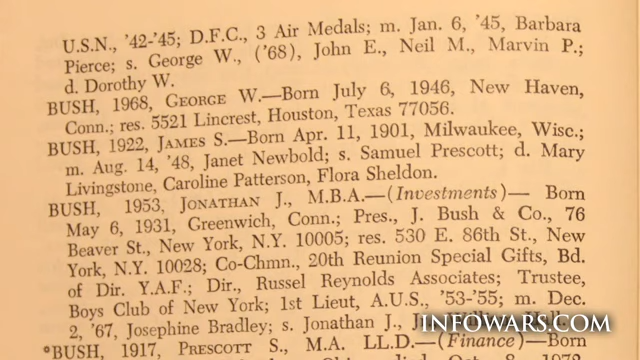 U.S.N., '42-'45; D.F.C., 3 Air Medals; m. Jan. 6, '45, Barbara
Pierce; s. George W., ('68), John E., Neil M., Marvin P.;
d. Dorothy W.
BUSH, 1968, GEORGE W.—Born July 6, 1946, New Haven,
Conn.; res. 5521 Lincrest, Houston, Texas 77056.
BUSH, 1922, JAMES S.—Born Apr. 11, 1901, Milwaukee, Wisc.;
m. Aug. 14, '48, Janet Newbold; s. Samuel Prescott; d. Mary
Livingstone, Caroline Patterson, Flora Sheldon.
BUSH, 1953, JONATHAN J., M.B.A.—(Investments)— Born
May 6, 1931, Greenwich, Conn.; Pres., J. Bush & Co., 76
Beaver St., New York, N.Y. 10005; res. 530 E. 86th St., New
York, N.Y. 10028; Co-Chmn., 20th Reunion Special Gifts, Bd.
of Dir. Y.A.F.; Dir., Russel Reynolds Associates; Trustee,
Boys Club of New York; 1st Lieut, A.U.S., '53-'55; m. Dec.
2, '67, Josephine Bradley; s. Jonathan J.,
INFOWARS.COM
*BUSH, 1917, PRESCOTT S., M.A. LL.D.—(Finance)—Born